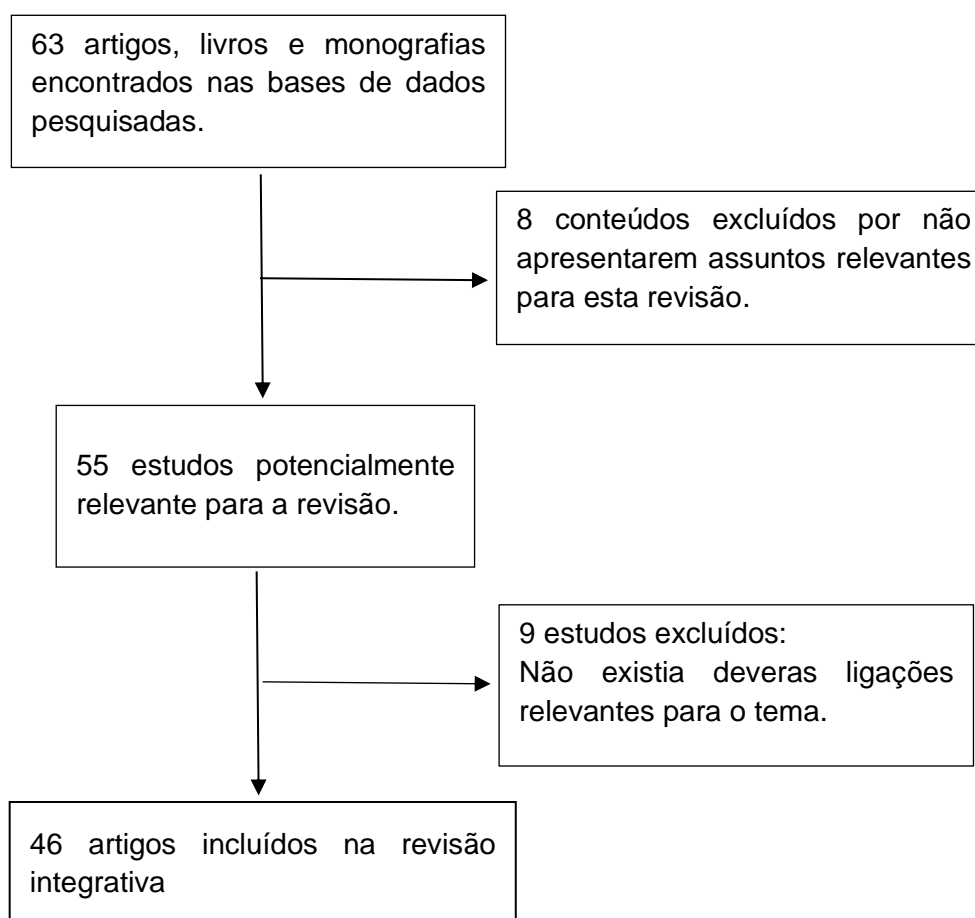 63 artigos, livros e monografias
encontrados nas bases de dados
pesquisadas.
8 conteúdos excluídos por não
apresentarem assuntos relevantes
para esta revisão.
55 estudos potencialmente
relevante para a revisão.
9 estudos excluídos:
Não existia deveras ligações
relevantes para o tema.
46 artigos incluídos na revisão
integrativa